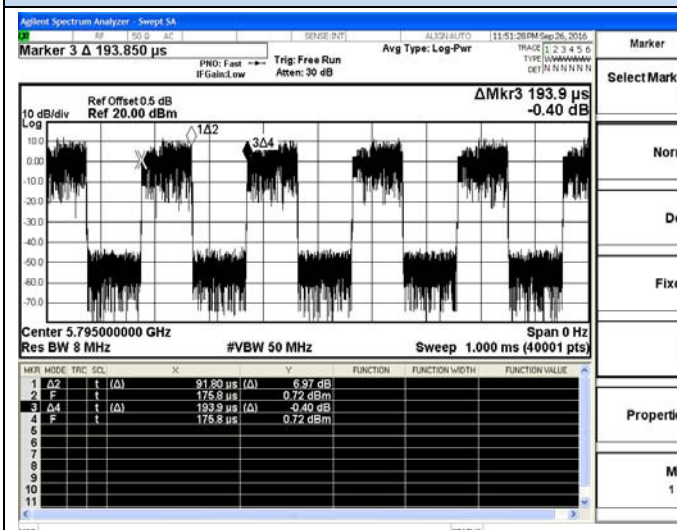 Agilent Spectrum Analyzer - Swept SA
RF 50 Ω AC SENSE:INT ALIGN AUTO 11:51:28 PM Sep 26, 2016
Marker 3 Δ 193.850 µs
PNO: Fast Trig: Free Run Avg Type: Log-Pwr TRACE 1 2 3 4 5 6
IFGain:Low Atten: 30 dB TYPE
DET N N N N N N
Marker
Select Mark
Nor
De
Fixe
Properti
M
1
Ref Offset 0.5 dB ΔMkr3 193.9 µs
10 dB/div Ref 20.00 dBm -0.40 dB
Log
10.0
0.00
-10.0
-20.0
-30.0
-40.0
-50.0
-60.0
-70.0
X
1Δ2
3Δ4
Center 5.795000000 GHz Span 0 Hz
Res BW 8 MHz #VBW 50 MHz Sweep 1.000 ms (40001 pts)
MKR MODE TRC SCL X Y FUNCTION FUNCTION WIDTH FUNCTION VALUE
1 Δ2 t (Δ) 91.80 µs (Δ) 6.97 dB
2 F t 175.8 µs 0.72 dBm
3 Δ4 t (Δ) 193.9 µs (Δ) -0.40 dB
4 F t 175.8 µs 0.72 dBm
5
6
7
8
9
10
11